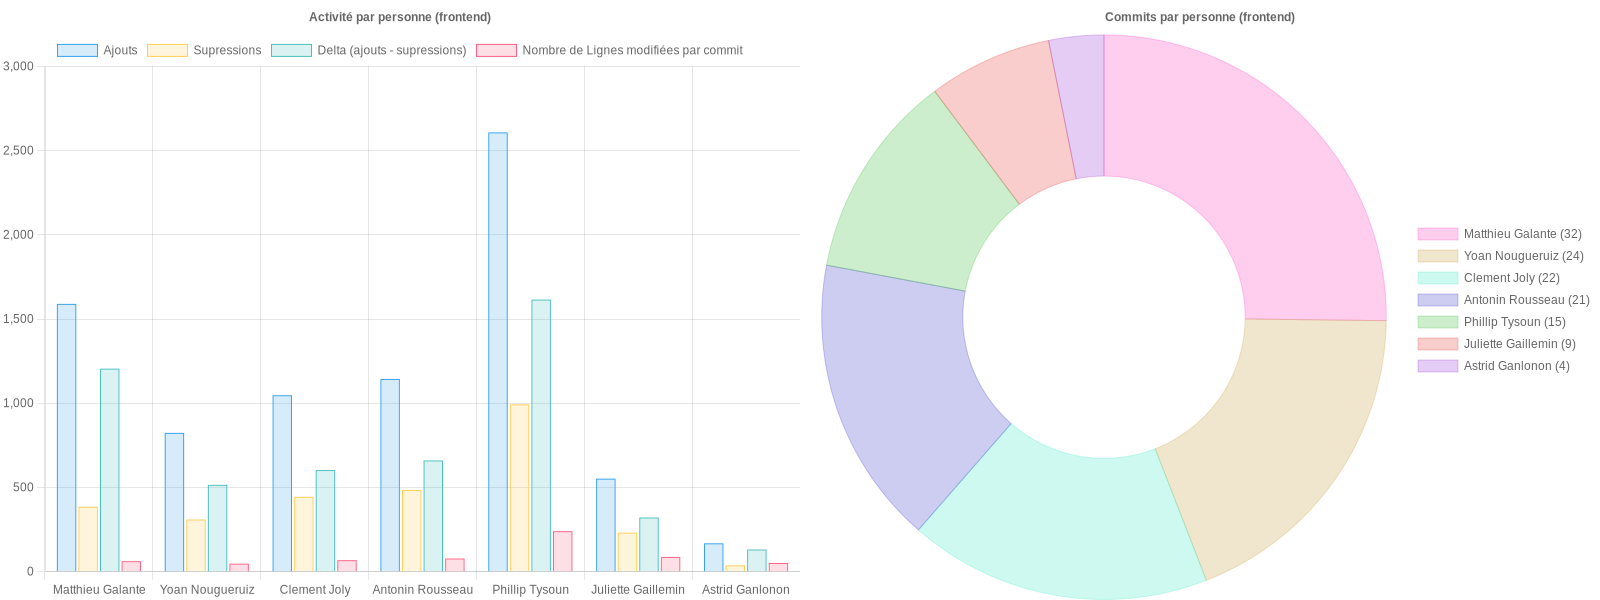 Activité par personne (frontend)
Ajouts
Supressions
Delta (ajouts - supressions)
Nombre de Lignes modifiées par commit
3,000
2,500
2,000
1,500
1,000
500
0
Matthieu Galante
Yoan Nougueruiz
Clement Joly
Antonin Rousseau
Phillip Tysoun
Juliette Gaillemin
Astrid Ganlonon
Commits par personne (frontend)
Matthieu Galante (32)
Yoan Nougueruiz (24)
Clement Joly (22)
Antonin Rousseau (21)
Phillip Tysoun (15)
Juliette Gaillemin (9)
Astrid Ganlonon (4)